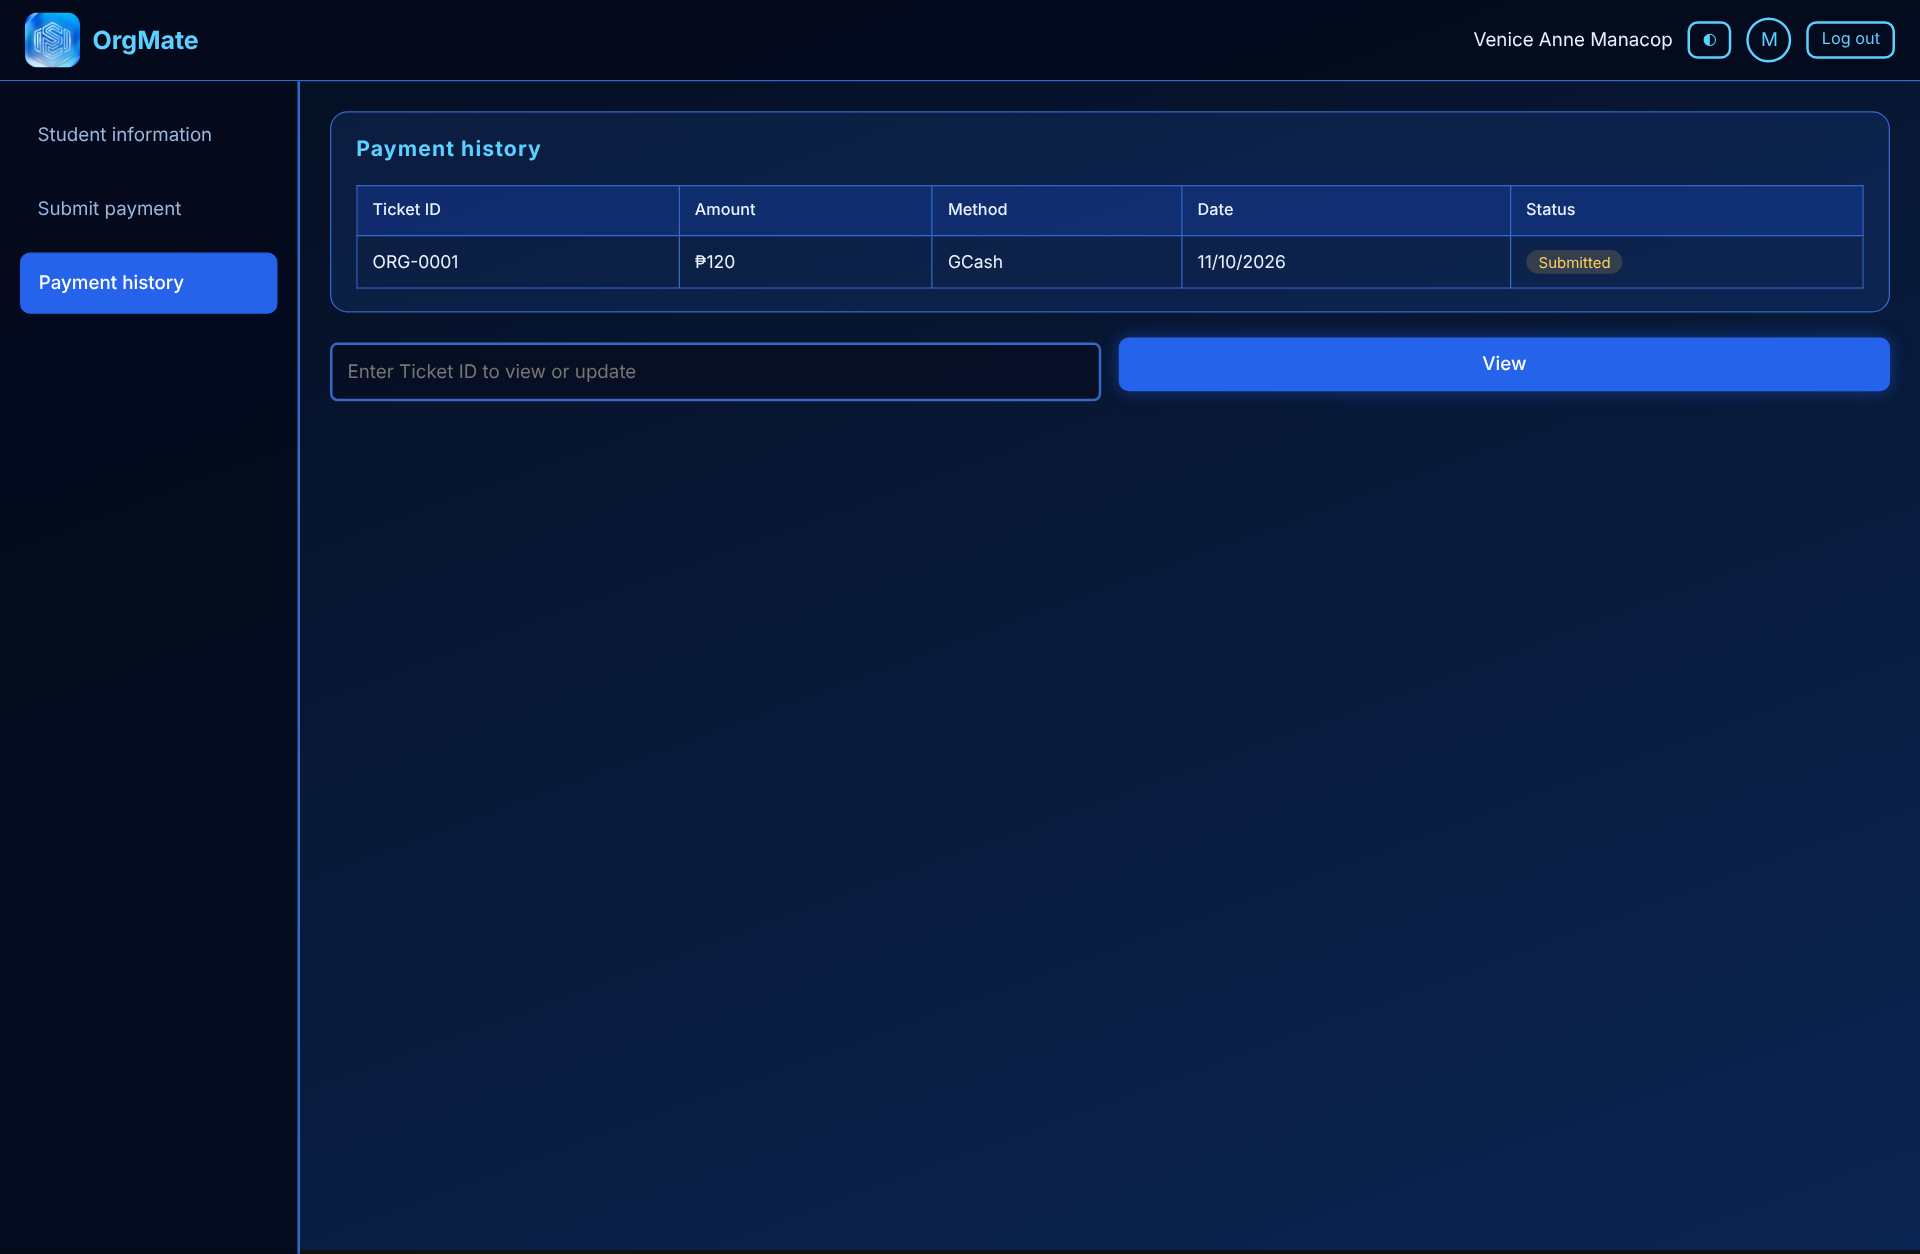 OrgMate
Venice Anne Manacop
M
Log out
Student information
Submit payment
Payment history
Payment history
Ticket ID Amount Method Date Status
ORG-0001 ₱120 GCash 11/10/2026 Submitted
Enter Ticket ID to view or update
View